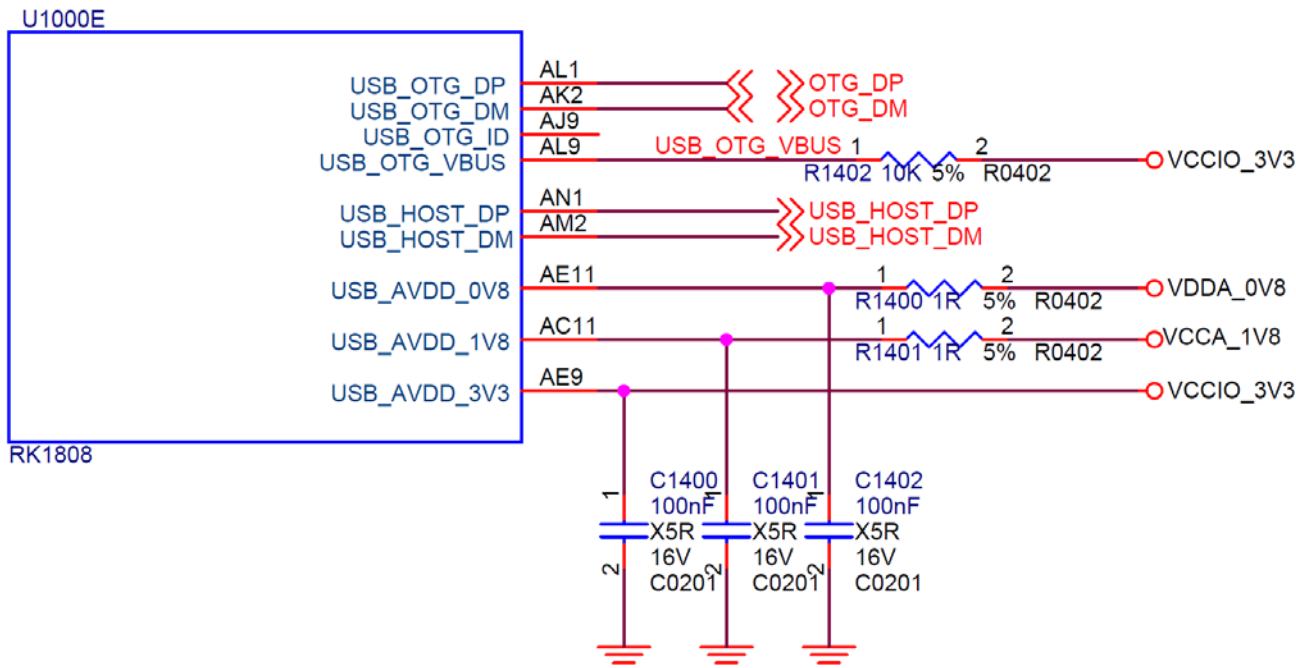 U1000E
USB_OTG_DP AL1 OTG_DP
USB_OTG_DM AK2 OTG_DM
USB_OTG_ID AJ9
USB_OTG_VBUS AL9 USB_OTG_VBUS 1 2 VCCIO_3V3
R1402 10K 5% R0402
USB_HOST_DP AN1 USB_HOST_DP
USB_HOST_DM AM2 USB_HOST_DM
USB_AVDD_0V8 AE11 1 2 VDDA_0V8
R1400 1R 5% R0402
USB_AVDD_1V8 AC11 1 2 VCCA_1V8
R1401 1R 5% R0402
USB_AVDD_3V3 AE9 VCCIO_3V3
RK1808
C1400 C1401 C1402
1 100nF 1 100nF 1 100nF
X5R X5R X5R
16V 16V 16V
2 C0201 2 C0201 2 C0201